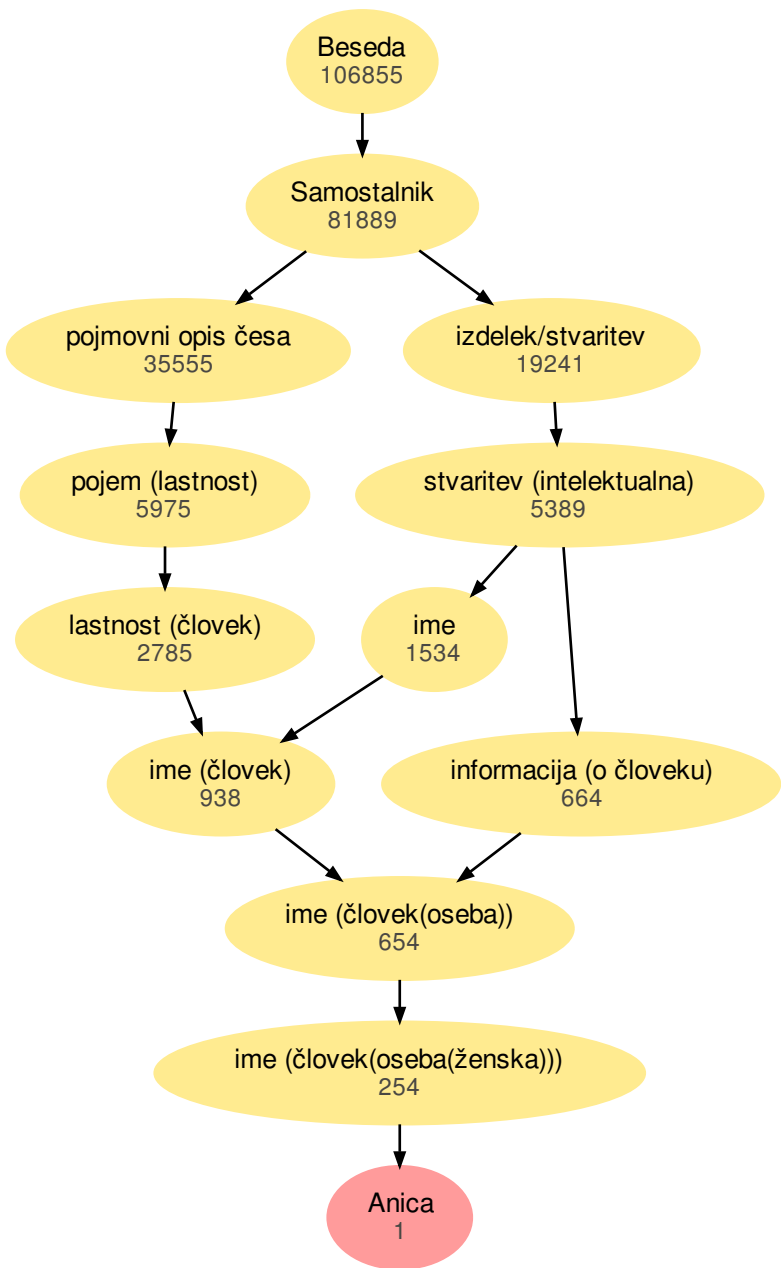 Beseda
106855
Samostalnik
81889
pojmovni opis česa
35555
izdelek/stvaritev
19241
pojem (lastnost)
5975
stvaritev (intelektualna)
5389
lastnost (človek)
2785
ime
1534
ime (človek)
938
informacija (o človeku)
664
ime (človek(oseba))
654
ime (človek(oseba(ženska)))
254
Anica
1